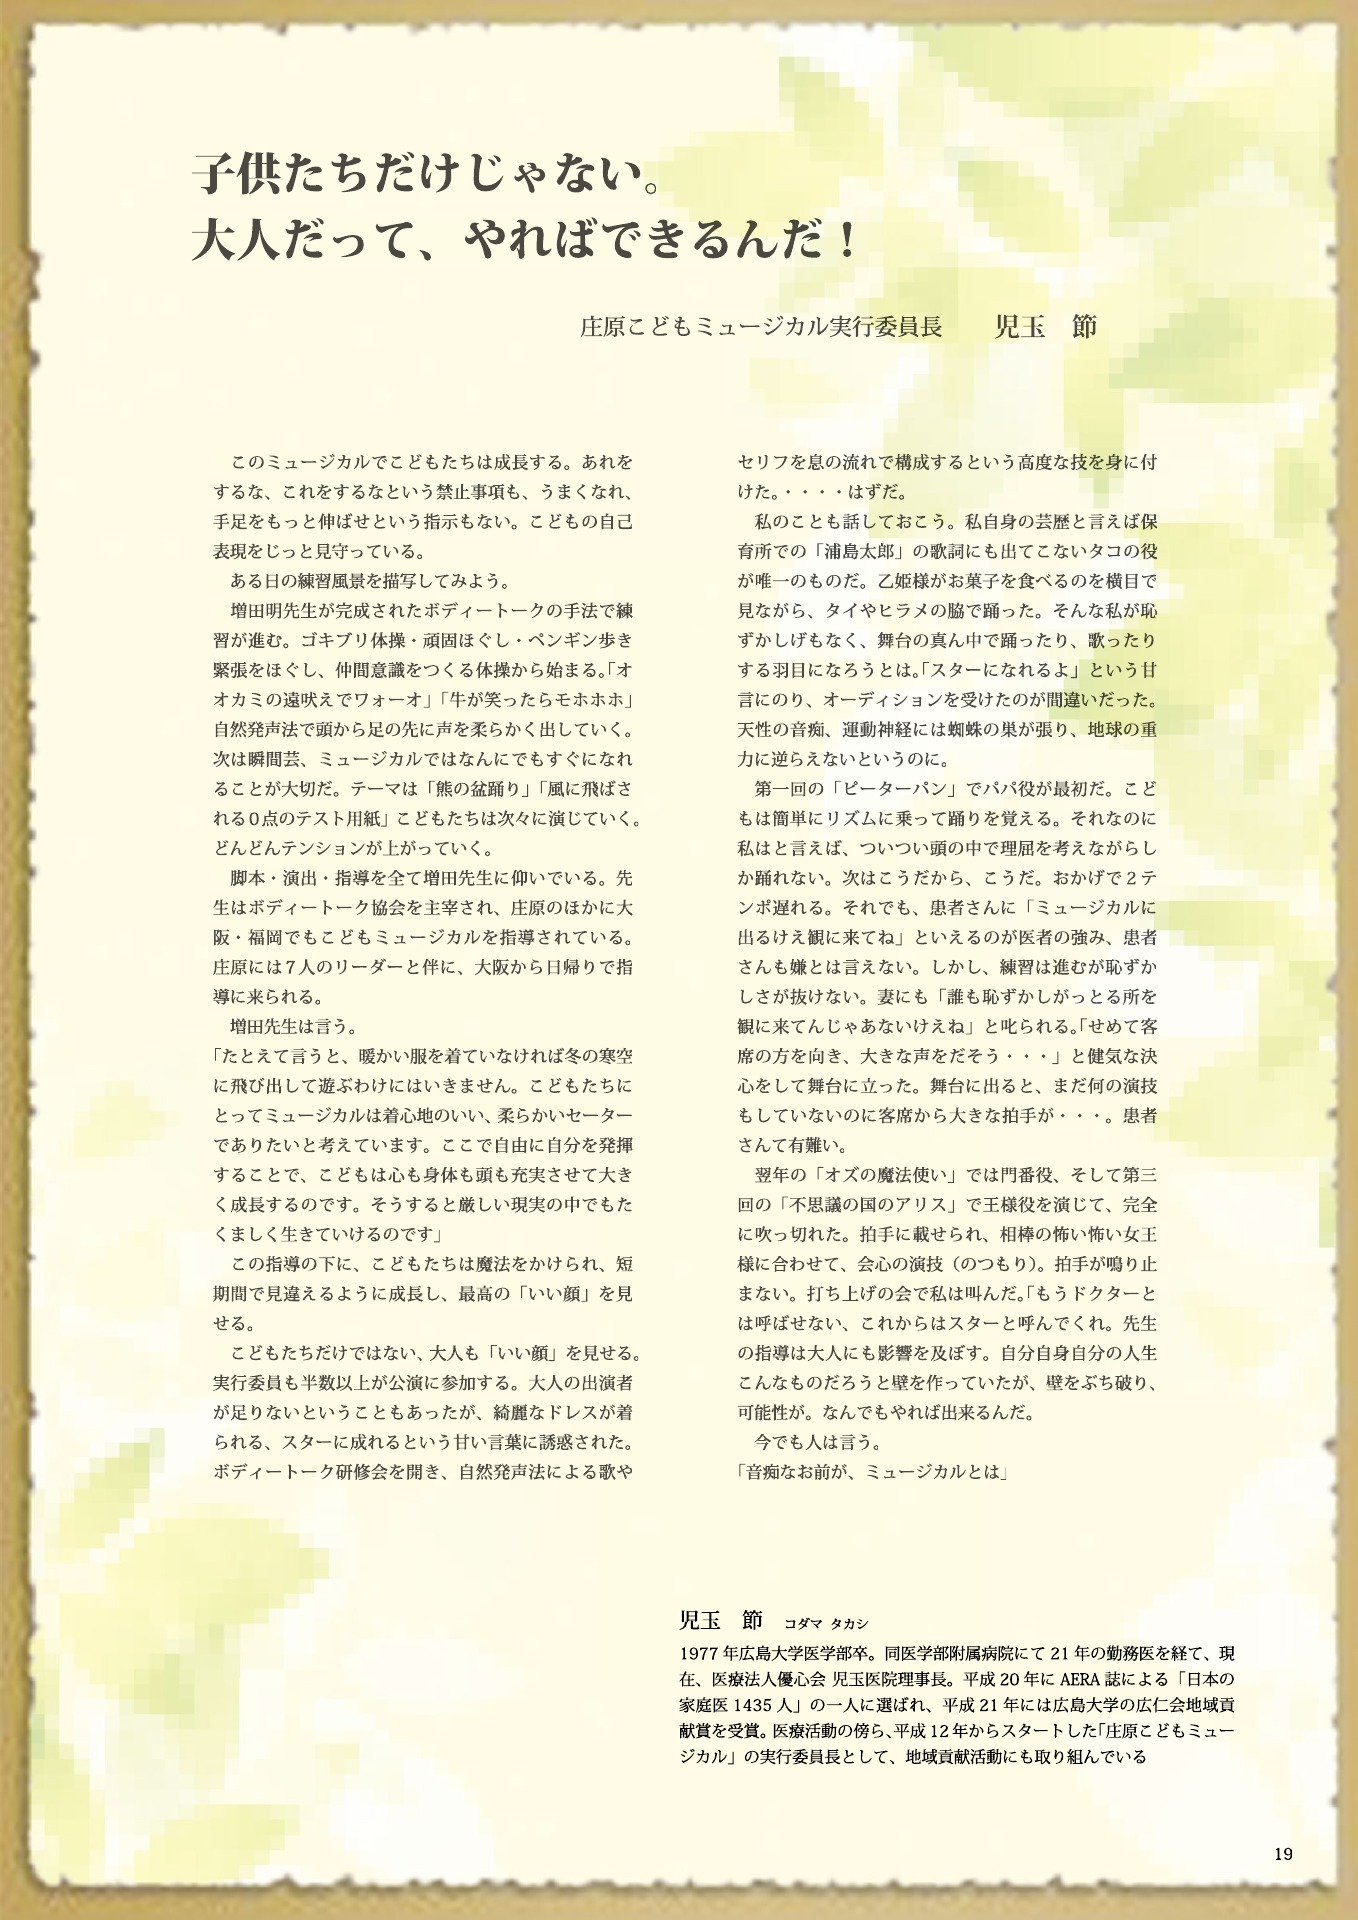 子供たちだけじゃない。
大人だって、やればできるんだ！
庄原こどもミュージカル実行委員長　児玉　節
　このミュージカルでこどもたちは成長する。あれを
するな、これをするなという禁止事項も、うまくなれ、
手足をもっと伸ばせという指示もない。こどもの自己
表現をじっと見守っている。
　ある日の練習風景を描写してみよう。
　増田明先生が完成されたボディートークの手法で練
習が進む。ゴキブリ体操・頑固ほぐし・ペンギン歩き
緊張をほぐし、仲間意識をつくる体操から始まる。「オ
オカミの遠吠えでワォーオ」「牛が笑ったらモホホホ」
自然発声法で頭から足の先に声を柔らかく出していく。
次は瞬間芸、ミュージカルではなんにでもすぐになれ
ることが大切だ。テーマは「熊の盆踊り」「風に飛ばさ
れる０点のテスト用紙」こどもたちは次々に演じていく。
どんどんテンションが上がっていく。
　脚本・演出・指導を全て増田先生に仰いでいる。先
生はボディートーク協会を主宰され、庄原のほかに大
阪・福岡でもこどもミュージカルを指導されている。
庄原には７人のリーダーと伴に、大阪から日帰りで指
導に来られる。
　増田先生は言う。
「たとえて言うと、暖かい服を着ていなければ冬の寒空
に飛び出して遊ぶわけにはいきません。こどもたちに
とってミュージカルは着心地のいい、柔らかいセーター
でありたいと考えています。ここで自由に自分を発揮
することで、こどもは心も身体も頭も充実させて大き
く成長するのです。そうすると厳しい現実の中でもた
くましく生きていけるのです」
　この指導の下に、こどもたちは魔法をかけられ、短
期間で見違えるように成長し、最高の「いい顔」を見
せる。
　こどもたちだけではない、大人も「いい顔」を見せる。
実行委員も半数以上が公演に参加する。大人の出演者
が足りないということもあったが、綺麗なドレスが着
られる、スターに成れるという甘い言葉に誘惑された。
ボディートーク研修会を開き、自然発声法による歌や
セリフを息の流れで構成するという高度な技を身に付
けた。・・・・はずだ。
　私のことも話しておこう。私自身の芸歴と言えば保
育所での「浦島太郎」の歌詞にも出てこないタコの役
が唯一のものだ。乙姫様がお菓子を食べるのを横目で
見ながら、タイやヒラメの脇で踊った。そんな私が恥
ずかしげもなく、舞台の真ん中で踊ったり、歌ったり
する羽目になろうとは。「スターになれるよ」という甘
言にのり、オーディションを受けたのが間違いだった。
天性の音痴、運動神経には蜘蛛の巣が張り、地球の重
力に逆らえないというのに。
　第一回の「ピーターパン」でパパ役が最初だ。こど
もは簡単にリズムに乗って踊りを覚える。それなのに
私はと言えば、ついつい頭の中で理屈を考えながらし
か踊れない。次はこうだから、こうだ。おかげで２テ
ンポ遅れる。それでも、患者さんに「ミュージカルに
出るけえ観に来てね」といえるのが医者の強み、患者
さんも嫌とは言えない。しかし、練習は進むが恥ずか
しさが抜けない。妻にも「誰も恥ずかしがっとる所を
観に来てんじゃあないけえね」と叱られる。「せめて客
席の方を向き、大きな声をだそう・・・」と健気な決
心をして舞台に立った。舞台に出ると、まだ何の演技
もしていないのに客席から大きな拍手が・・・。患者
さんて有難い。
　翌年の「オズの魔法使い」では門番役、そして第三
回の「不思議の国のアリス」で王様役を演じて、完全
に吹っ切れた。拍手に載せられ、相棒の怖い怖い女王
様に合わせて、会心の演技（のつもり）。拍手が鳴り止
まない。打ち上げの会で私は叫んだ。「もうドクターと
は呼ばせない、これからはスターと呼んでくれ。先生
の指導は大人にも影響を及ぼす。自分自身自分の人生
こんなものだろうと壁を作っていたが、壁をぶち破り、
可能性が。なんでもやれば出来るんだ。
　今でも人は言う。
「音痴なお前が、ミュージカルとは」
児玉　節　コダマ タカシ
1977 年広島大学医学部卒。同医学部附属病院にて 21 年の勤務医を経て、現
在、医療法人優心会 児玉医院理事長。平成 20 年に AERA 誌による「日本の
家庭医 1435 人」の一人に選ばれ、平成 21 年には広島大学の広仁会地域貢
献賞を受賞。医療活動の傍ら、平成 12 年からスタートした「庄原こどもミュー
ジカル」の実行委員長として、地域貢献活動にも取り組んでいる
19